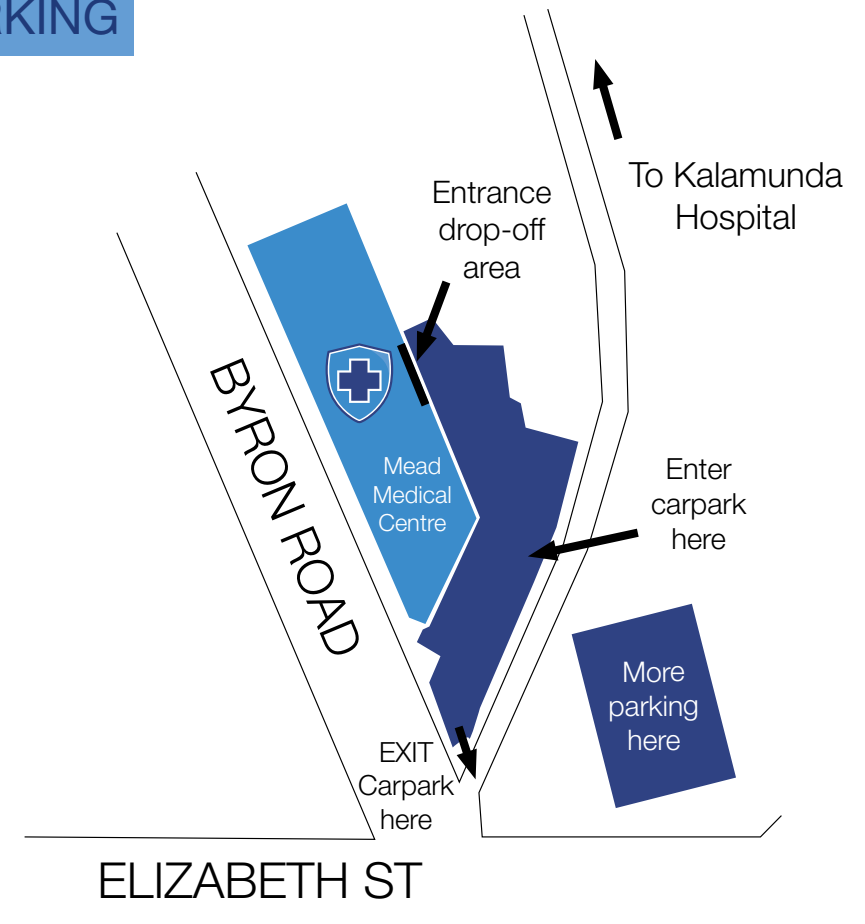 RKING
To Kalamunda
Hospital
Entrance
drop-off
area
BYRON ROAD
Mead
Medical
Centre
Enter
carpark
here
More
parking
here
EXIT
Carpark
here
ELIZABETH ST